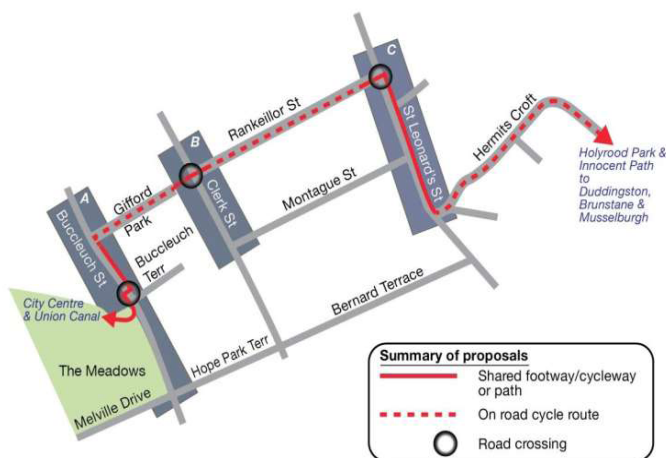 C
Rankeillor St
B
Hermits Croft
St Leonard's St
Holyrood Park &
Innocent Path
to
Duddingston,
Brunstane &
Musselburgh
A
Gifford
Park
Clerk St
Montague St
Buccleuch St
Buccleuch
Terr
City Centre
& Union Canal
Bernard Terrace
The Meadows
Hope Park Terr
Melville Drive
Summary of proposals
Shared footway/cycleway
or path
On road cycle route
Road crossing